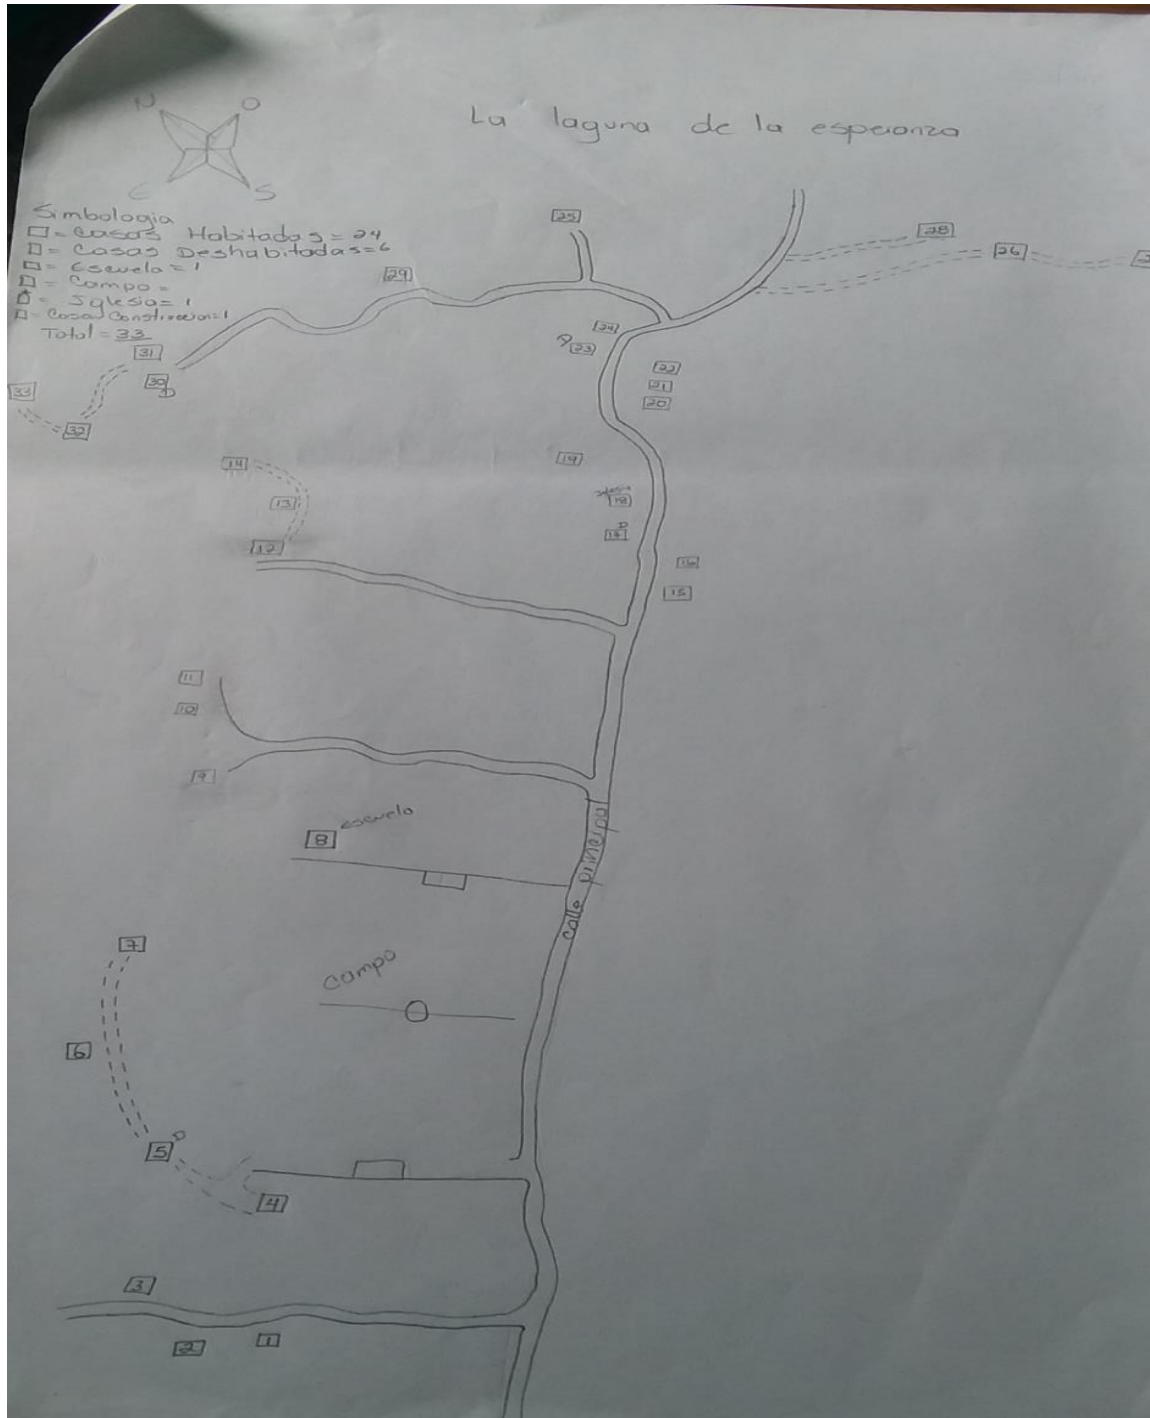 N O
E S
La laguna de la esperanza
Simbologia
= Casas Habitadas = 24
= Casas Deshabitadas = 6
= Escuela = 1
= Campo =
= Iglesia = 1
= Casa Construccion = 1
Total = 33
25
28
26
29
24
D
23
31
30
D
22
21
20
33
32
19
14
13
Iglesia
18
D
12
16
15
11
10
9
principal
calle
escuela
8
7
campo
6
D
5
4
3
2
1